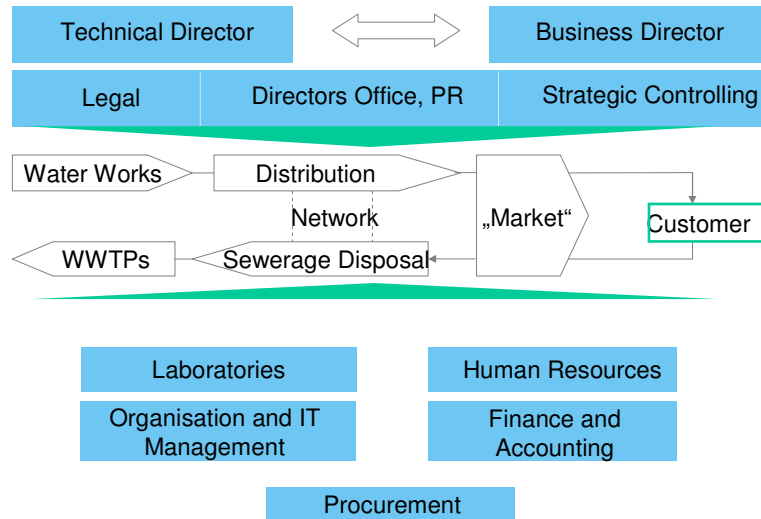 Technical Director
Business Director
Legal
Directors Office, PR
Strategic Controlling
Water Works
Distribution
Network
„Market“
Customer
WWTPs
Sewerage Disposal
Laboratories
Human Resources
Organisation and IT
Management
Finance and
Accounting
Procurement